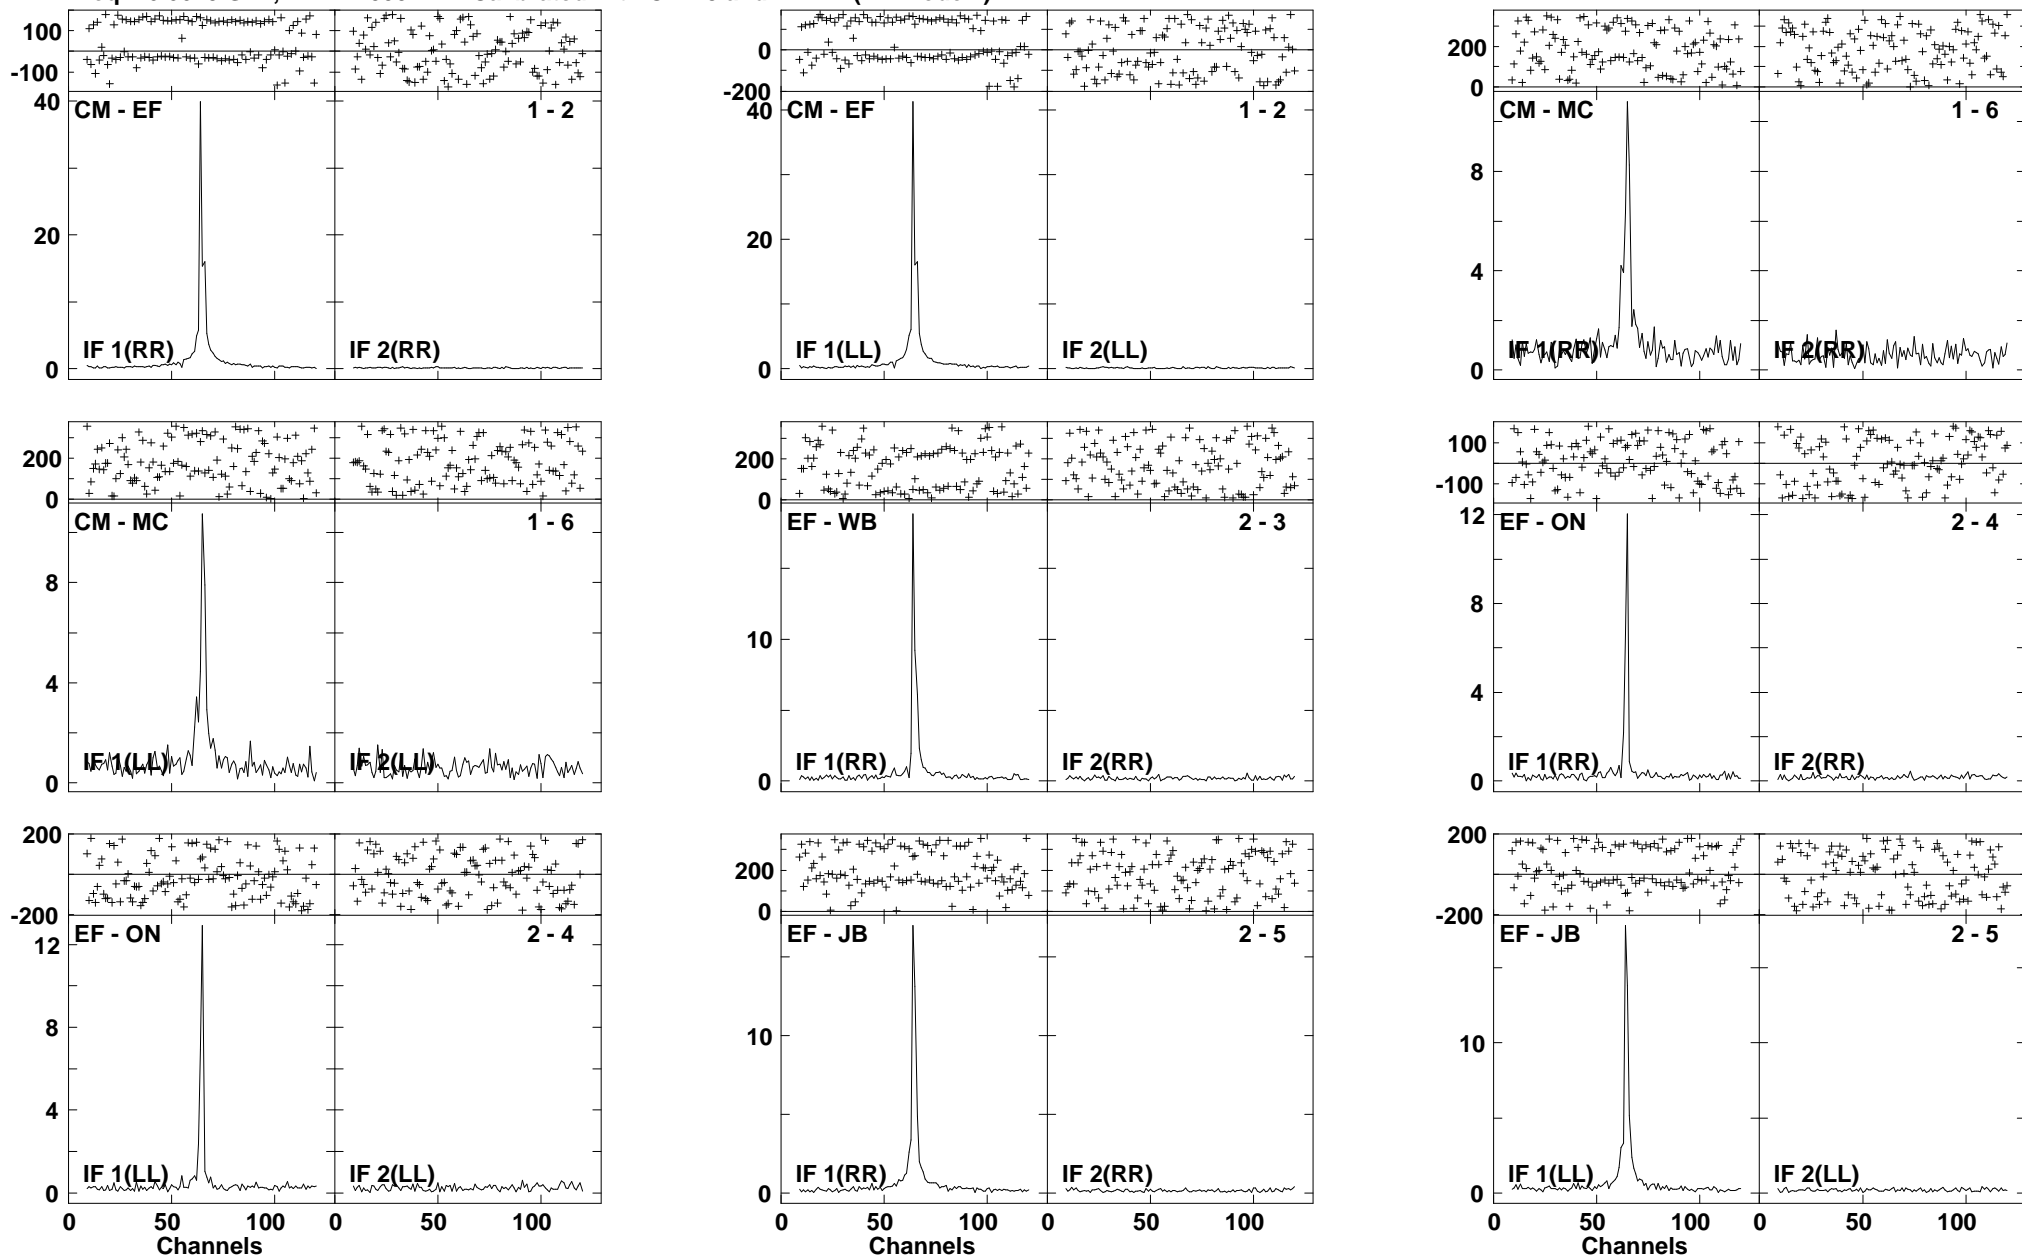 100
-100
40
20
0
CM - EF
1 - 2
IF 1(RR)
IF 2(RR)
0
-200
40
20
0
CM - EF
1 - 2
IF 1(LL)
IF 2(LL)
200
0
8
4
0
CM - MC
1 - 6
IF 1(RR)
IF 2(RR)
200
0
8
4
0
CM - MC
1 - 6
IF 1(LL)
IF 2(LL)
200
0
10
0
EF - WB
2 - 3
IF 1(RR)
IF 2(RR)
100
-100
12
8
4
0
EF - ON
2 - 4
IF 1(RR)
IF 2(RR)
200
-200
12
8
4
0
EF - ON
2 - 4
IF 1(LL)
IF 2(LL)
0 50 100 0 50 100
Channels
200
0
10
0
EF - JB
2 - 5
IF 1(RR)
IF 2(RR)
0 50 100 0 50 100
Channels
200
-200
10
0
EF - JB
2 - 5
IF 1(LL)
IF 2(LL)
0 50 100 0 50 100
Channels